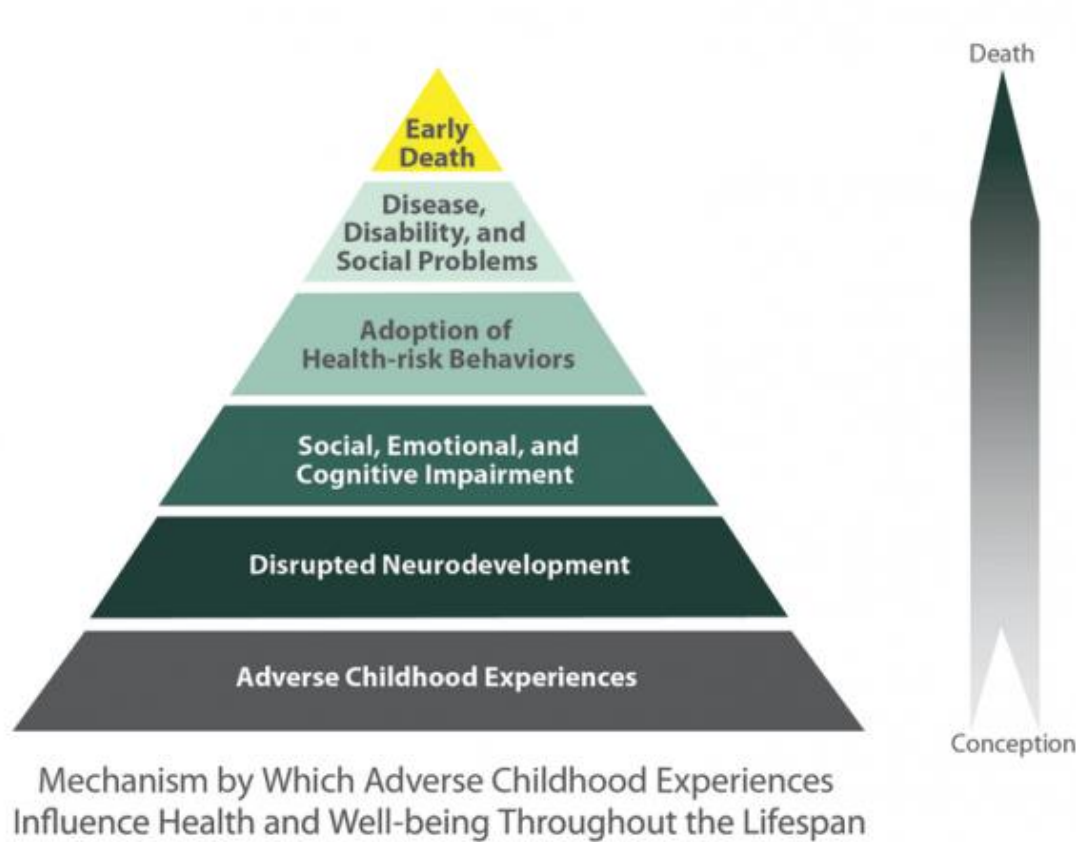 Death
Early
Death
Disease,
Disability, and
Social Problems
Adoption of
Health-risk Behaviors
Social, Emotional, and
Cognitive Impairment
Disrupted Neurodevelopment
Adverse Childhood Experiences
Conception
Mechanism by Which Adverse Childhood Experiences
Influence Health and Well-being Throughout the Lifespan